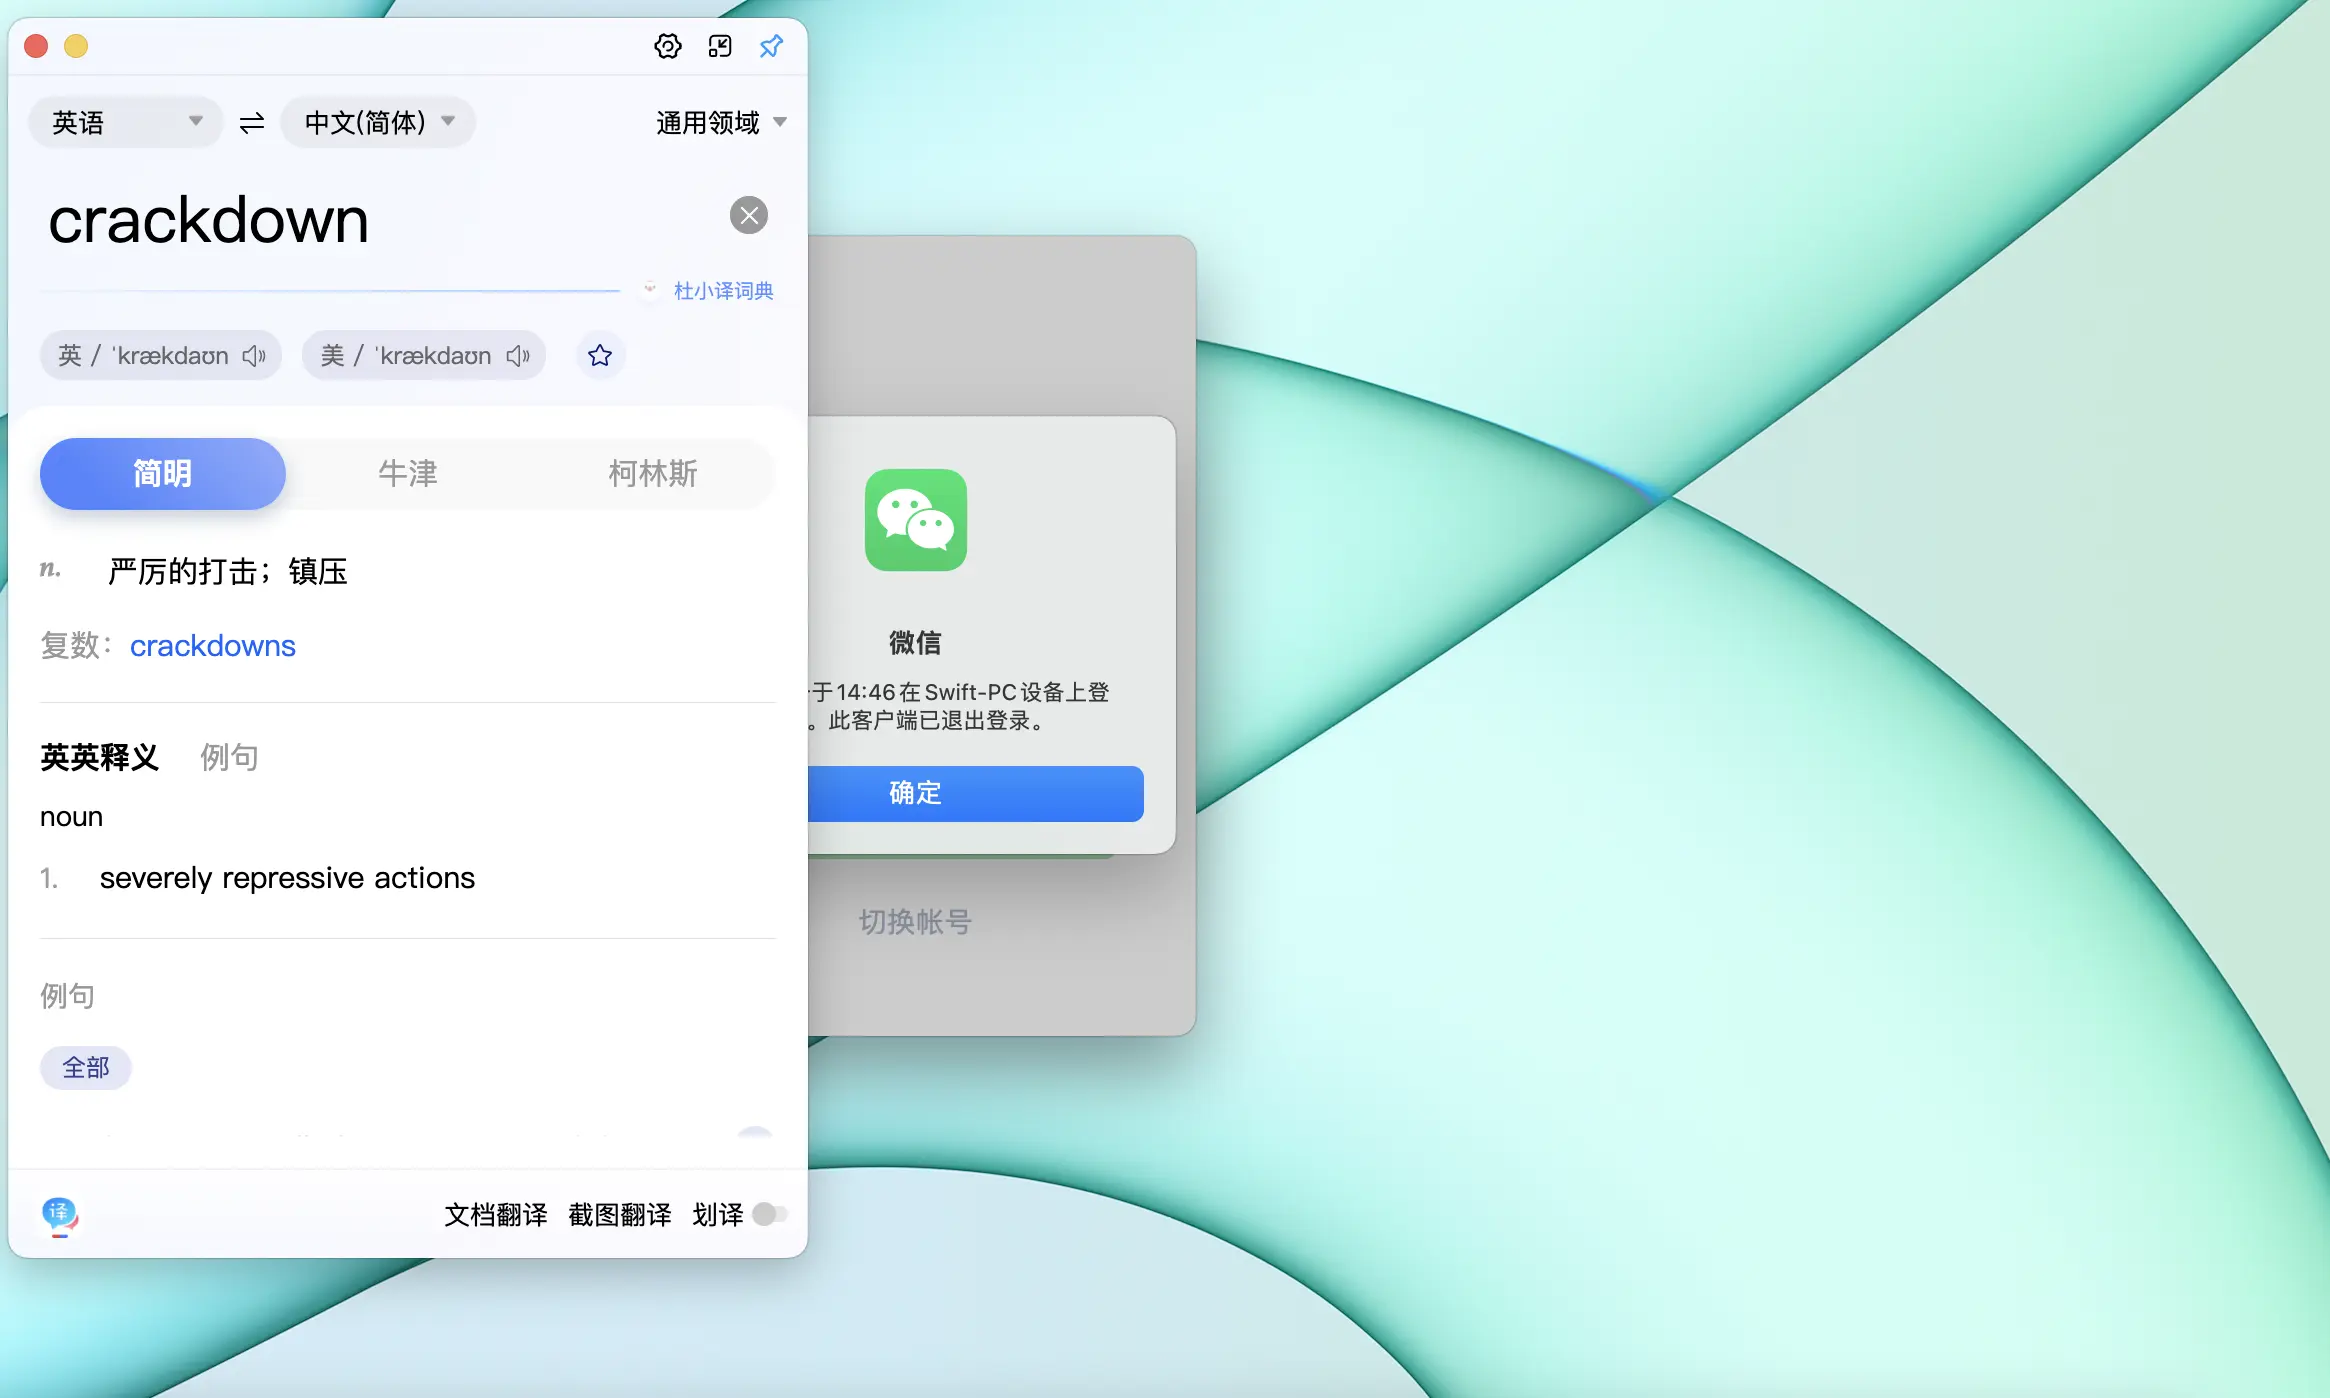 英语
中文(简体)
通用领域
crackdown
杜小译词典
英 / ˈkrækdaʊn
美 / ˈkrækdaʊn
简明
牛津
柯林斯
n. 严厉的打击；镇压
复数：crackdowns
英英释义
例句
noun
1. severely repressive actions
例句
全部
译
文档翻译
截图翻译
划译
微信
于14:46在Swift-PC设备上登
。此客户端已退出登录。
确定
切换帐号